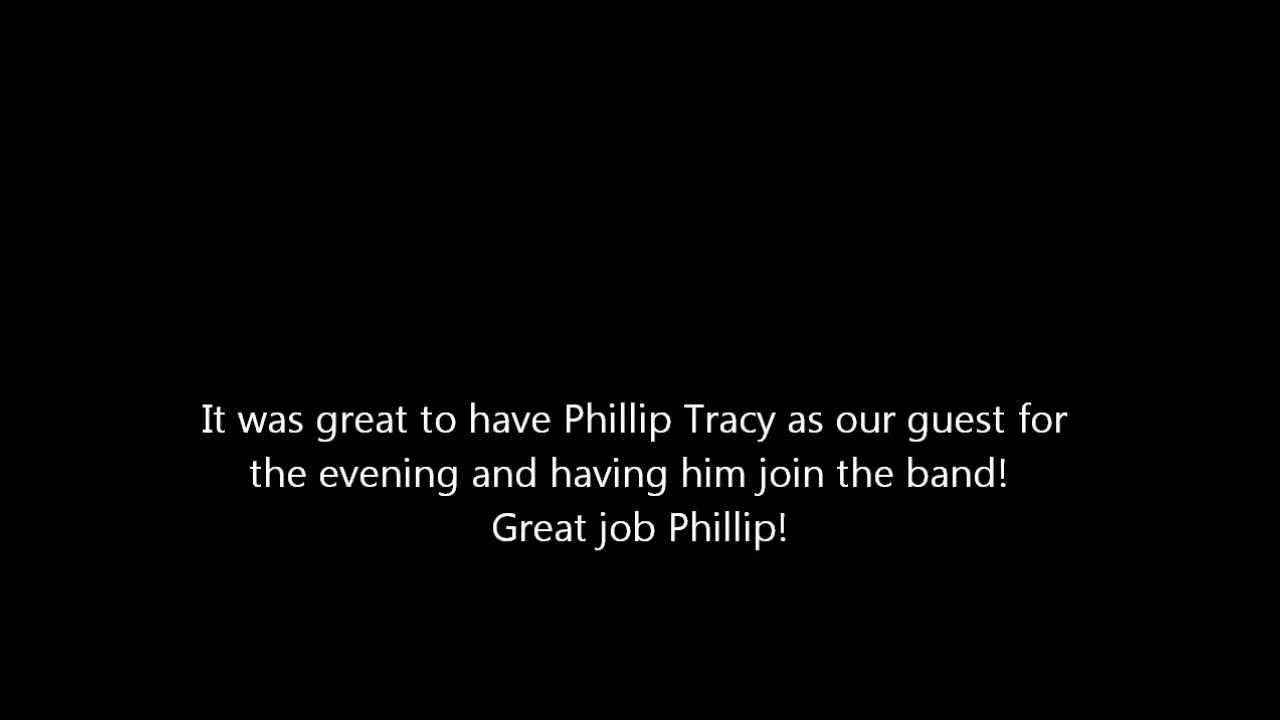 It was great to have Phillip Tracy as our guest for
the evening and having him join the band!
Great job Phillip!